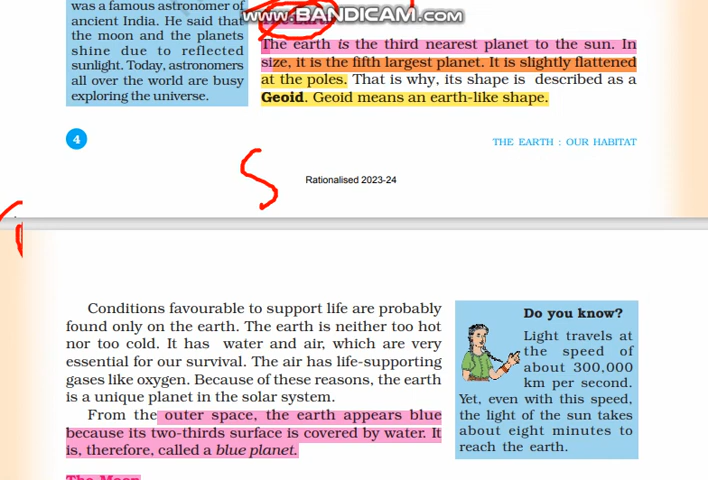 was a famous astronomer of
ancient India. He said that
the moon and the planets
shine due to reflected
sunlight. Today, astronomers
all over the world are busy
exploring the universe.
www.BANDICAM.com
The Earth
The earth is the third nearest planet to the sun. In
size, it is the fifth largest planet. It is slightly flattened
at the poles. That is why, its shape is described as a
Geoid. Geoid means an earth-like shape.
4
THE EARTH : OUR HABITAT
S
Rationalised 2023-24
Conditions favourable to support life are probably
found only on the earth. The earth is neither too hot
nor too cold. It has water and air, which are very
essential for our survival. The air has life-supporting
gases like oxygen. Because of these reasons, the earth
is a unique planet in the solar system.
From the outer space, the earth appears blue
because its two-thirds surface is covered by water. It
is, therefore, called a blue planet.
The Moon
Do you know?
Light travels at
the speed of
about 300,000
km per second.
Yet, even with this speed,
the light of the sun takes
about eight minutes to
reach the earth.